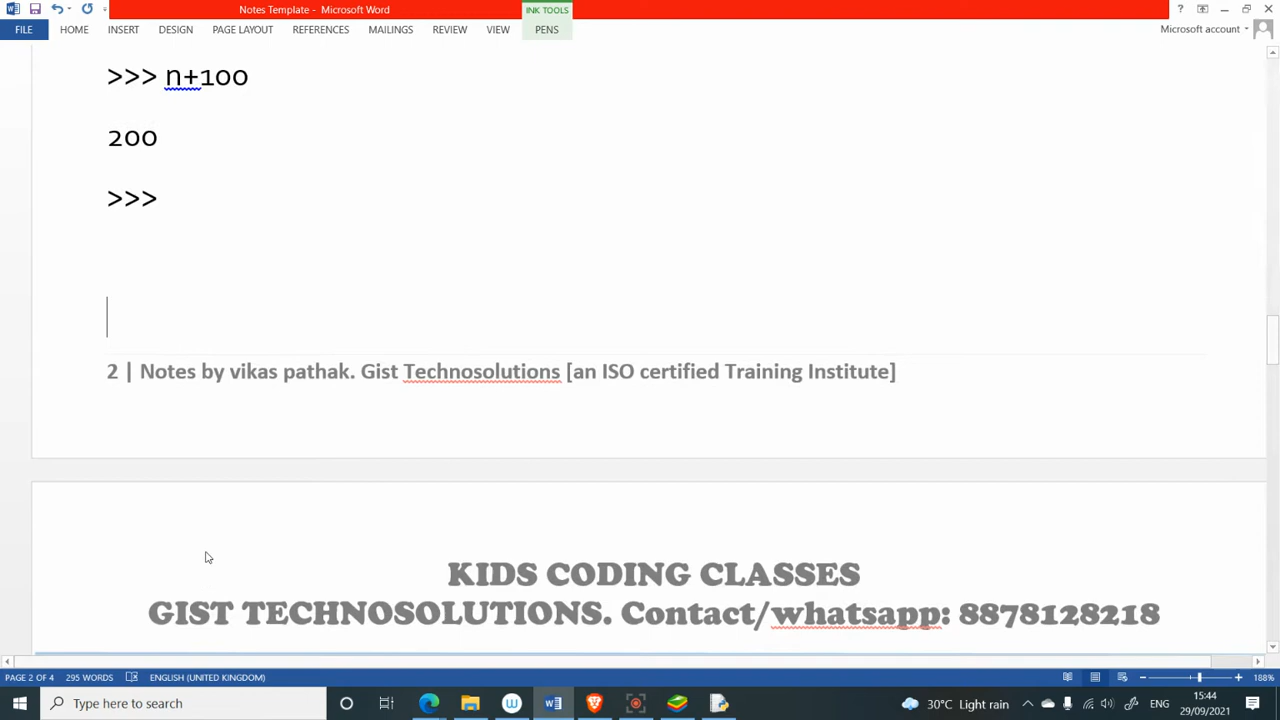 Notes Template - Microsoft Word
INK TOOLS
?
FILE HOME INSERT DESIGN PAGE LAYOUT REFERENCES MAILINGS REVIEW VIEW PENS Microsoft account
>>> n+100
200
>>>
2 | Notes by vikas pathak. Gist Technosolutions [an ISO certified Training Institute]
KIDS CODING CLASSES
GIST TECHNOSOLUTIONS. Contact/whatsapp: 8878128218
PAGE 2 OF 4 295 WORDS ENGLISH (UNITED KINGDOM) 188%
Type here to search 30°C Light rain ENG 15:44
29/09/2021